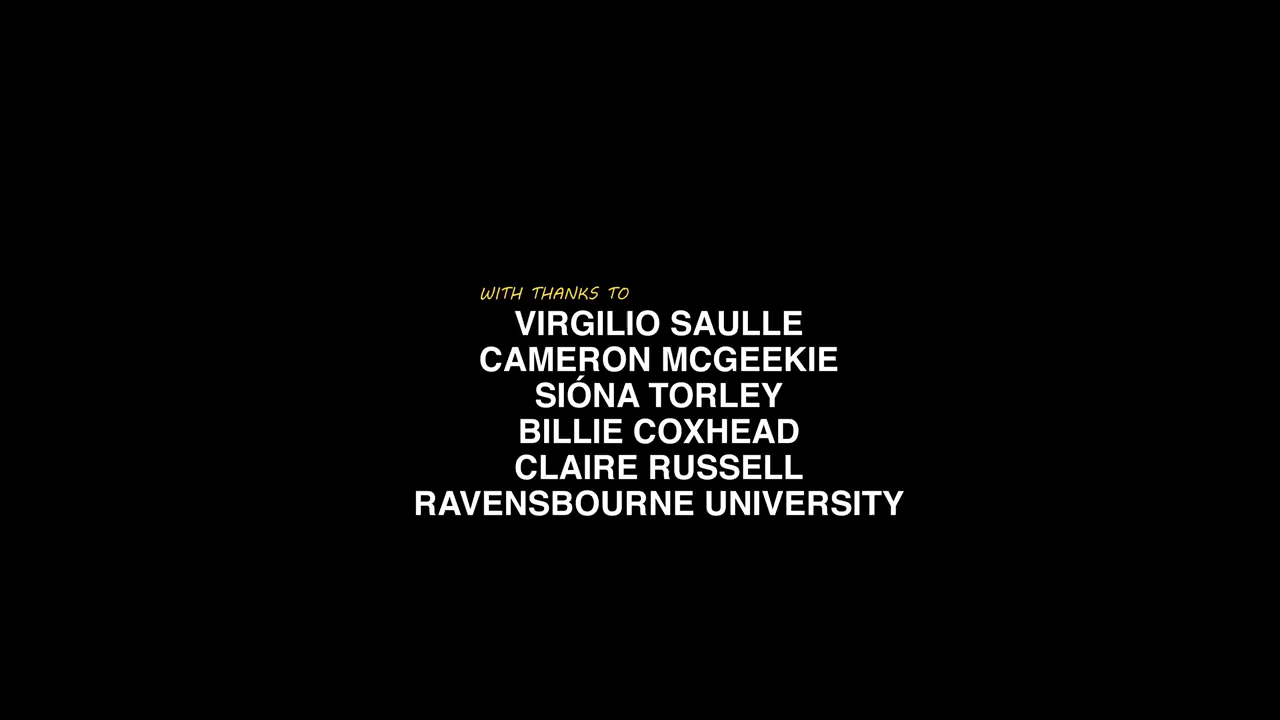 WITH THANKS TO
VIRGILIO SAULLE
CAMERON MCGEEKIE
SIÓNA TORLEY
BILLIE COXHEAD
CLAIRE RUSSELL
RAVENSBOURNE UNIVERSITY